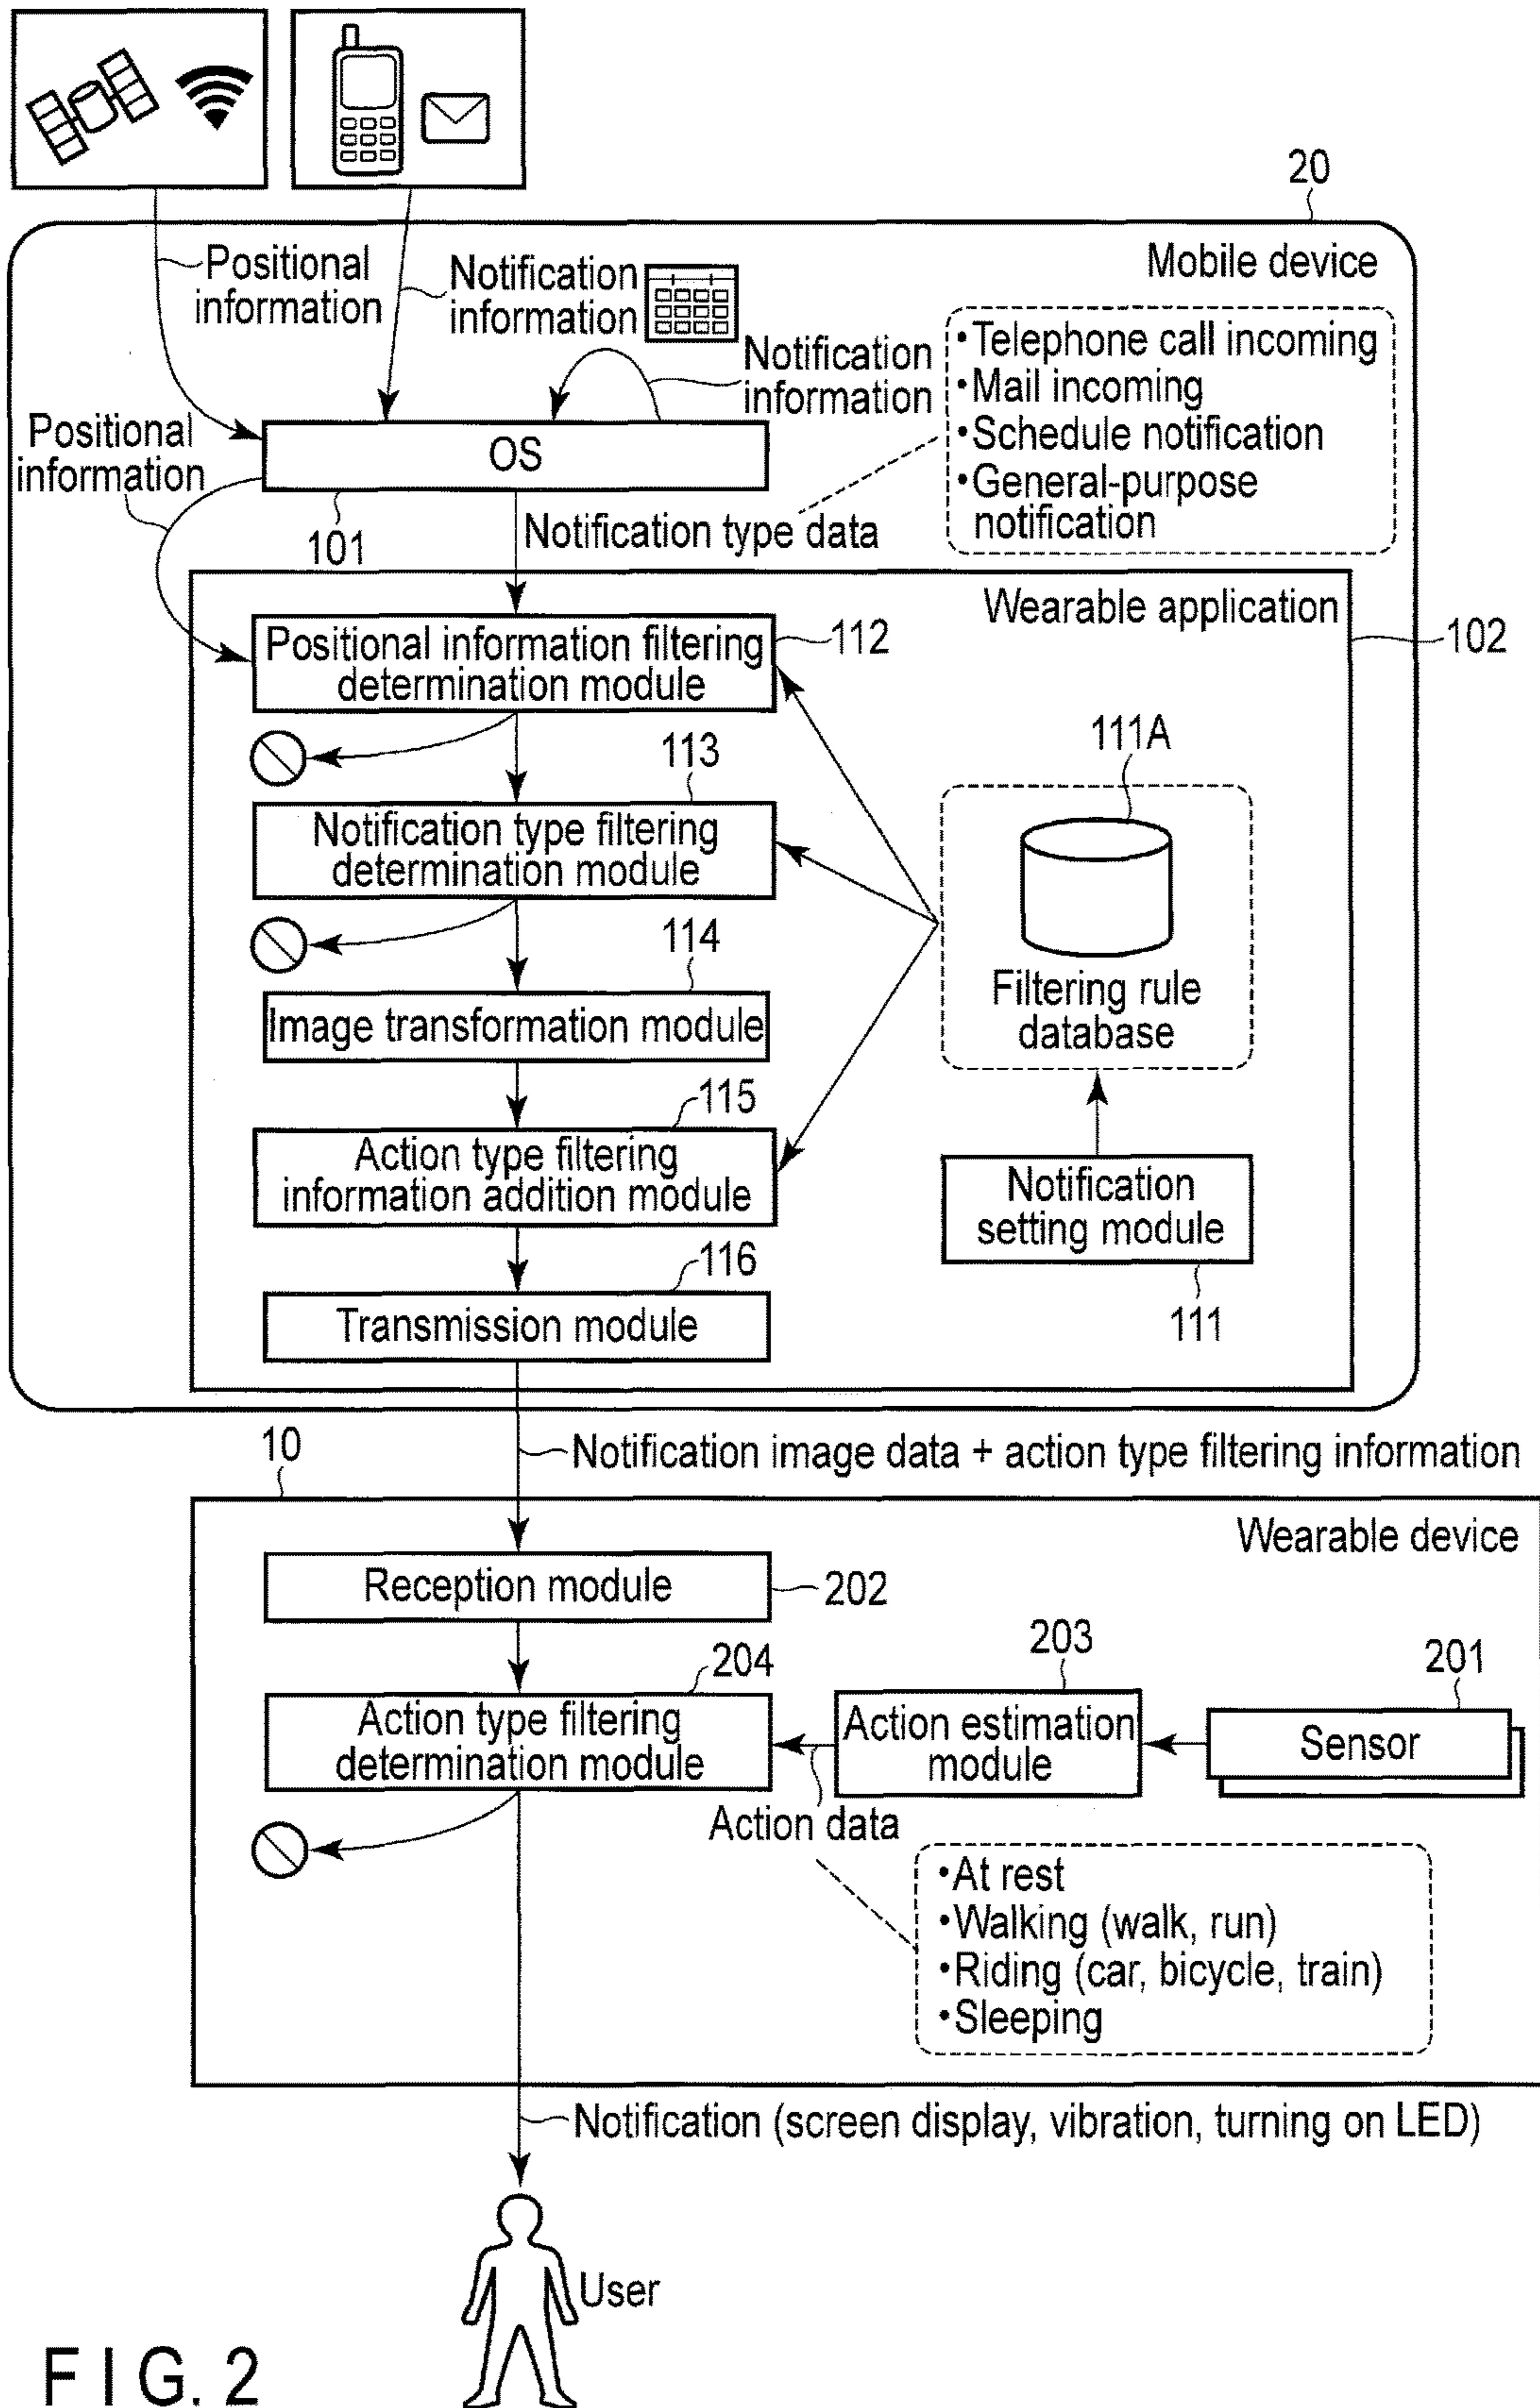 20
Mobile device
Positional
information
Notification
information
Notification
information
•Telephone call incoming
•Mail incoming
•Schedule notification
•General-purpose
notification
Positional
information
OS
101
Notification type data
Wearable application
102
Positional information filtering
determination module
112
113
111A
Notification type filtering
determination module
114
Filtering rule
database
Image transformation module
115
Action type filtering
information addition module
Notification
setting module
116
111
Transmission module
10
Notification image data + action type filtering information
Wearable device
Reception module
202
204
203
201
Action type filtering
determination module
Action estimation
module
Sensor
Action data
•At rest
•Walking (walk, run)
•Riding (car, bicycle, train)
•Sleeping
Notification (screen display, vibration, turning on LED)
User
FIG. 2